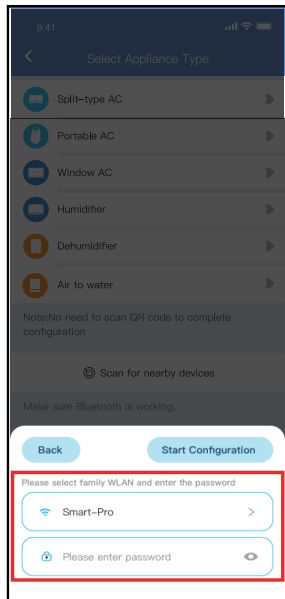 9:41
Select Appliance Type
Split-type AC
Portable AC
Window AC
Humidifier
Dehumidifier
Air to water
Note:No need to scan QR code to complete
configuration
Scan for nearby devices
Make sure Bluetooth is working.
Back
Start Configuration
Please select family WLAN and enter the password
Smart-Pro
Please enter password